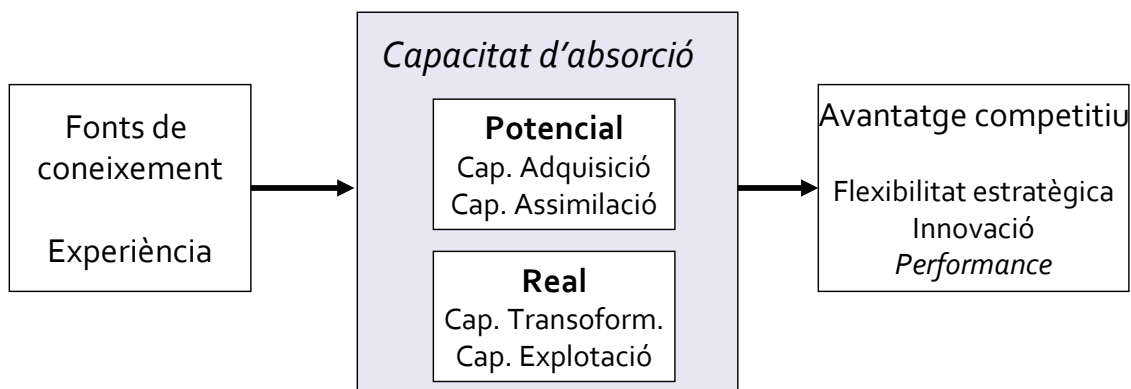 Fonts de
coneixement
Experiència
Capacitat d'absorció
Potencial
Cap. Adquisició
Cap. Assimilació
Real
Cap. Transoform.
Cap. Explotació
Avantatge competitiu
Flexibilitat estratègica
Innovació
Performance